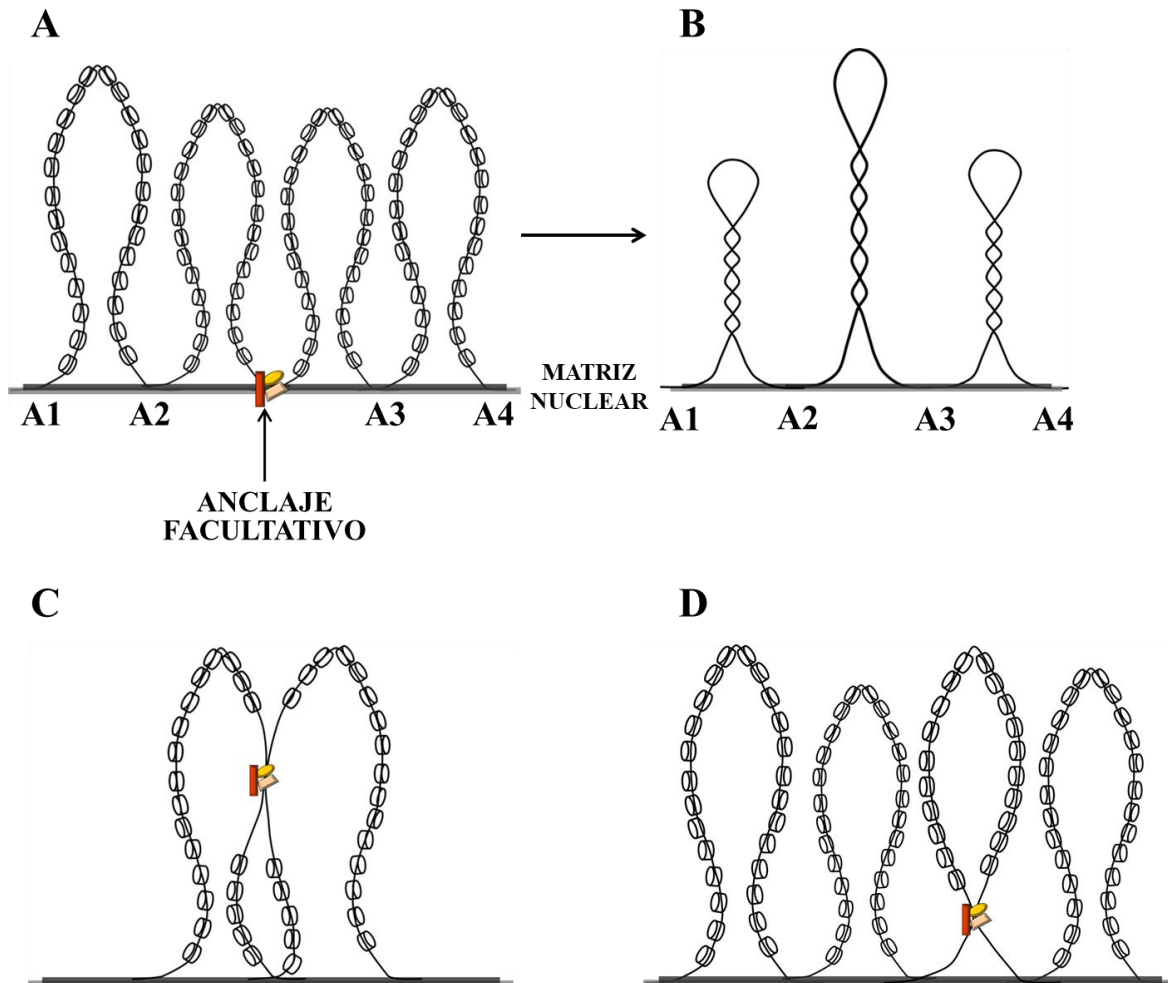 A
B
A1 A2 A3 A4
MATRIZ
NUCLEAR
A1 A2 A3 A4
ANCLAJE
FACULTATIVO
C
D